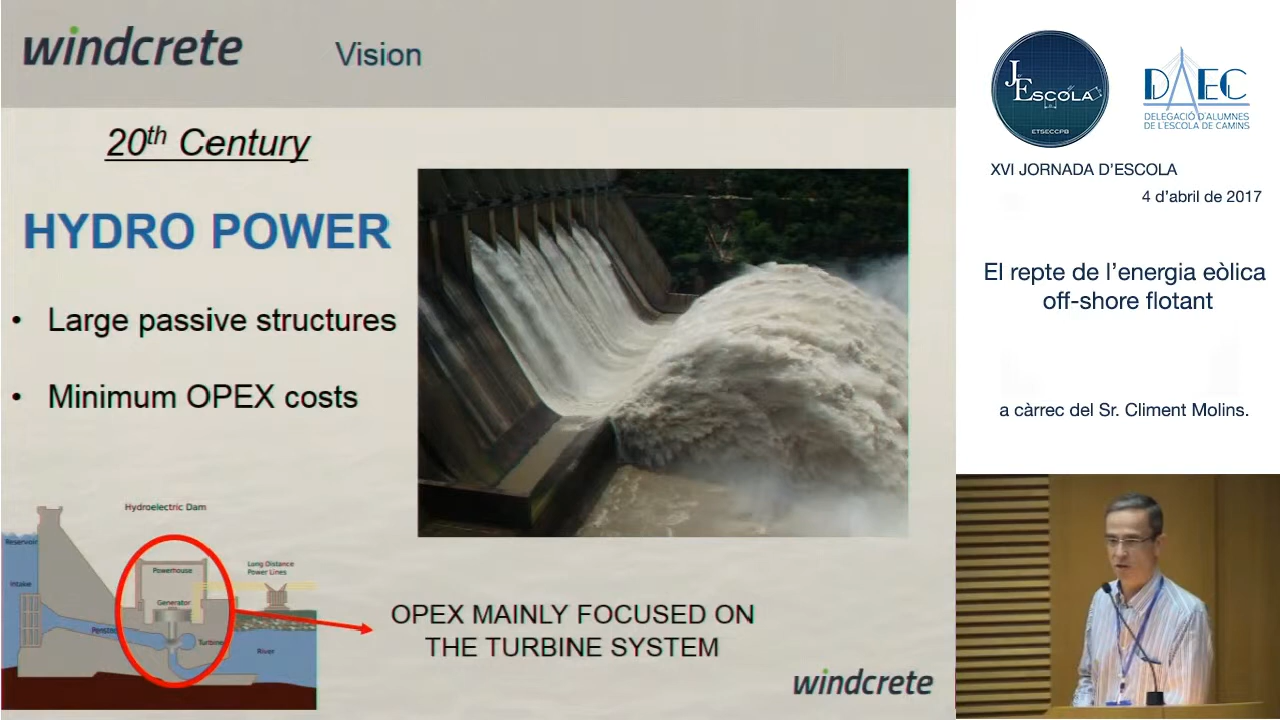 windcrete
Vision
20th Century
HYDRO POWER
• Large passive structures
• Minimum OPEX costs
Hydroelectric Dam
Reservoir
Intake
Penstock
Powerhouse
Generator
Turbine
Long Distance
Power Lines
River
OPEX MAINLY FOCUSED ON
THE TURBINE SYSTEM
windcrete
J'Escola
ETSECCPB
DAEC
DELEGACIÓ D'ALUMNES
DE L'ESCOLA DE CAMINS
XVI JORNADA D'ESCOLA
4 d'abril de 2017
El repte de l'energia eòlica
off-shore flotant
a càrrec del Sr. Climent Molins.